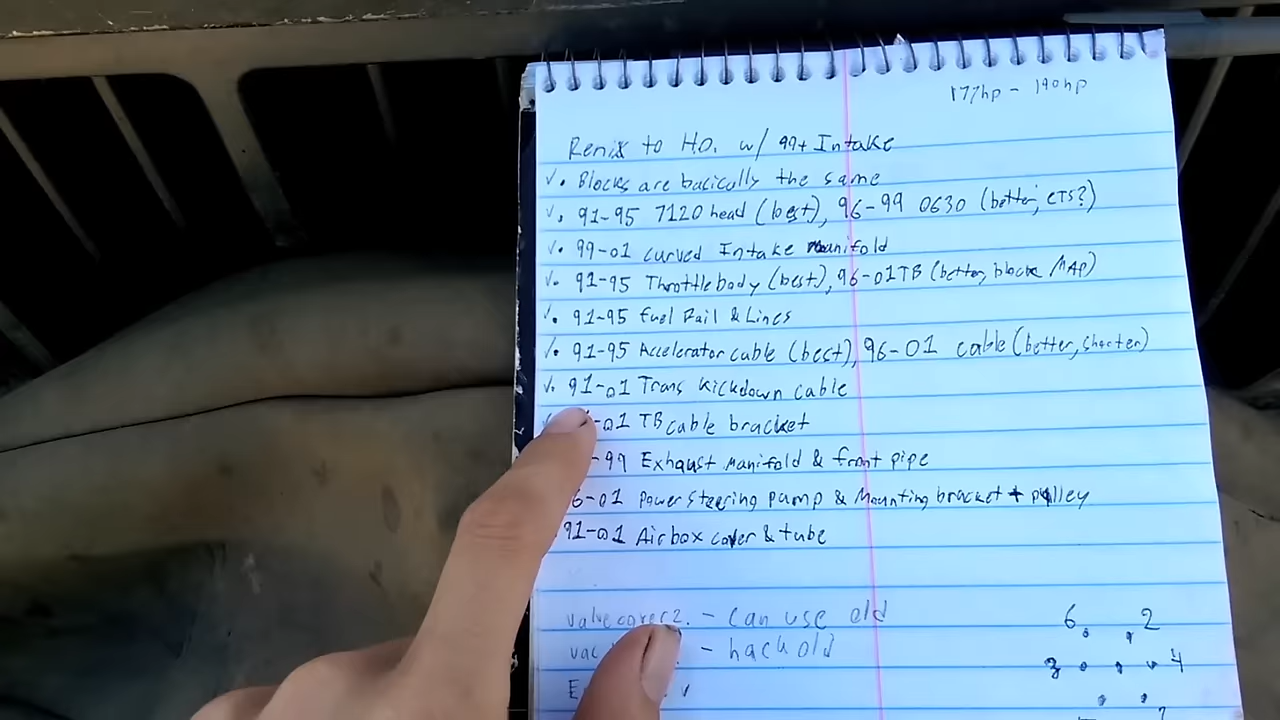 177hp - 190hp
Renix to H.O. w/ 99+ Intake
✓. Blocks are basically the same
✓. 91-95 7120 head (best), 96-99 0630 (better, CTS?)
✓. 99-01 curved Intake manifold
✓. 91-95 Throttlebody (best), 96-01 TB (better, blocks MAP)
✓. 91-95 Fuel Rail & Lines
✓. 91-95 Accelerator cable (best), 96-01 cable (better, shorter)
✓. 91-01 Trans Kickdown cable
-01 TB cable bracket
-99 Exhaust Manifold & front pipe
6-01 Power Steering pump & Mounting bracket + pulley
91-01 Airbox cover & tube
valve cover?. - can use old
vac - hack old
6 2
3 4